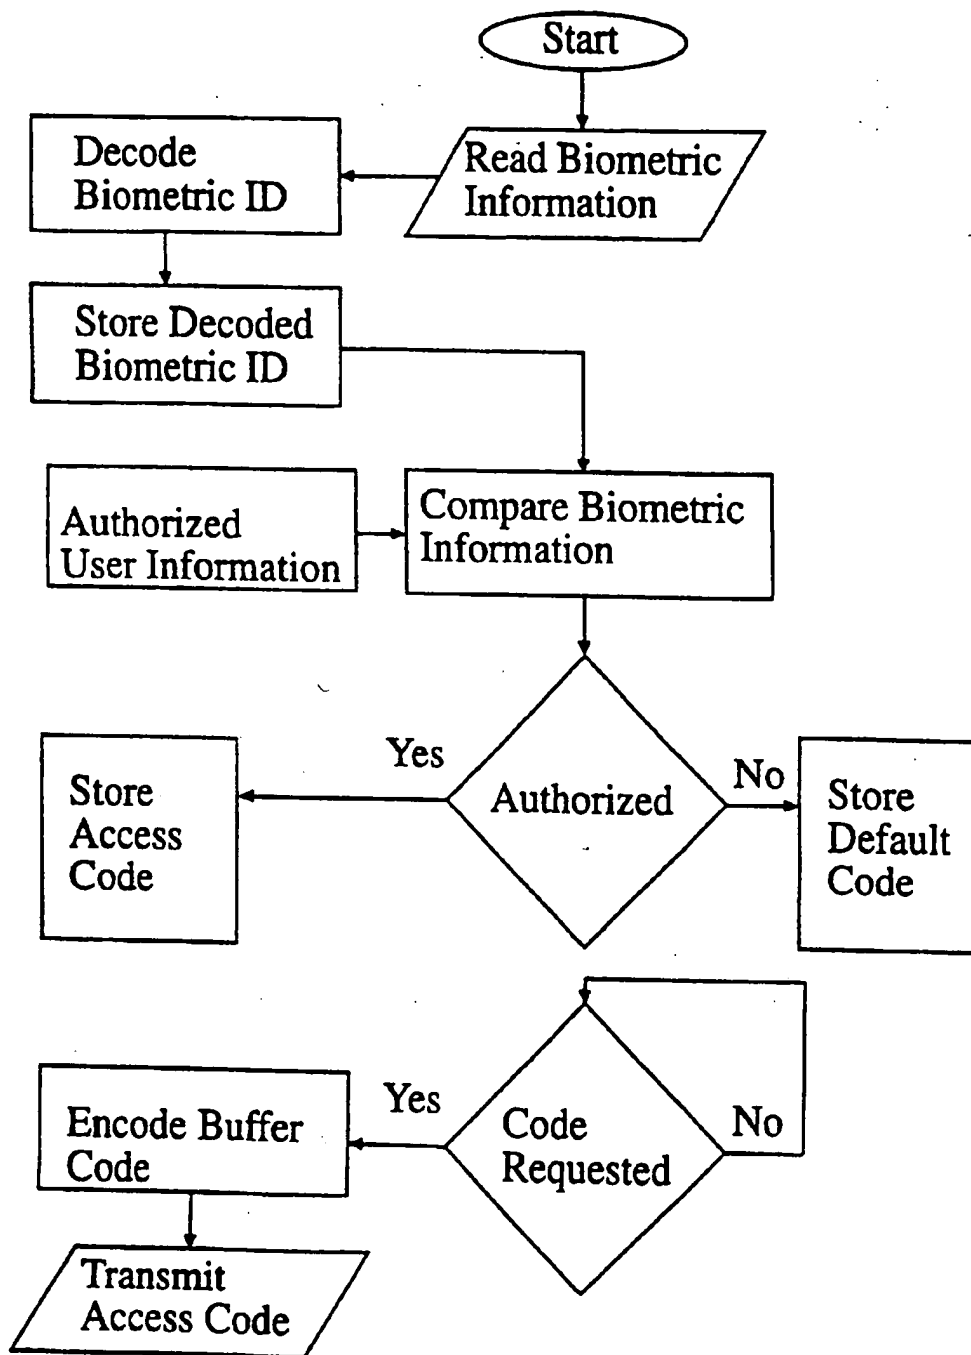 Start
Read Biometric
Information
Decode
Biometric ID
Store Decoded
Biometric ID
Authorized
User Information
Compare Biometric
Information
Authorized
Yes
No
Store
Access
Code
Store
Default
Code
Code
Requested
Yes
No
Encode Buffer
Code
Transmit
Access Code